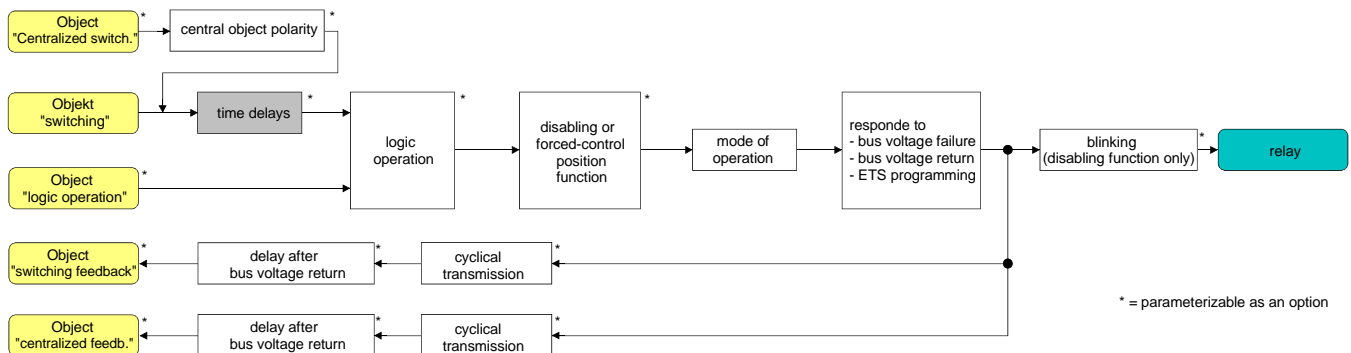 Object
"Centralized switch."
*
central object polarity
*
Objekt
"switching"
time delays
*
Object
"logic operation"
*
logic
operation
*
disabling or
forced-control
position
function
*
mode of
operation
responde to
- bus voltage failure
- bus voltage return
- ETS programming
blinking
(disabling function only)
*
relay
Object
"switching feedback"
*
delay after
bus voltage return
*
cyclical
transmission
*
Object
"centralized feedb."
*
delay after
bus voltage return
*
cyclical
transmission
*
* = parameterizable as an option